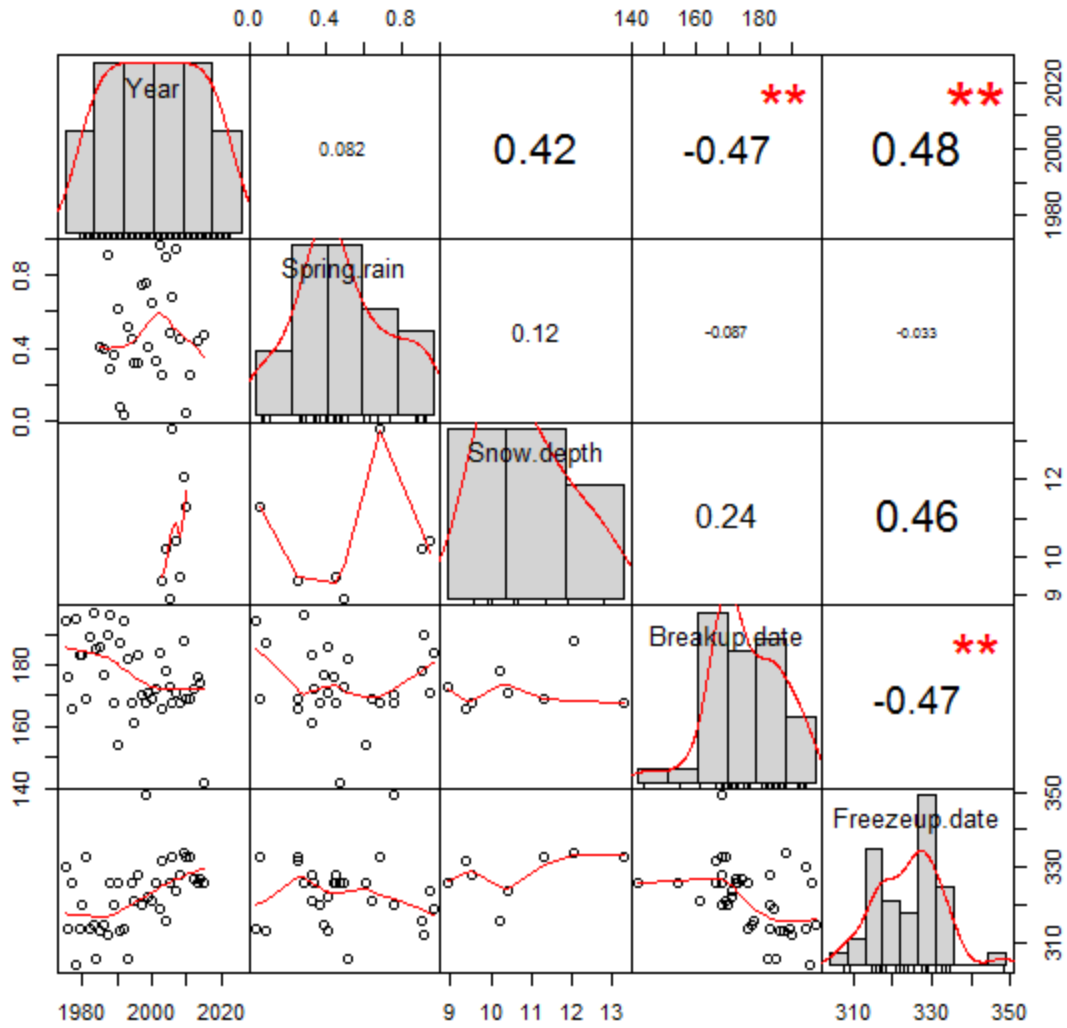 0.0 0.4 0.8 140 160 180
Year 0.082 0.42 ** -0.47 ** 0.48 1980 2000 2020
0.0 0.4 0.8 Spring.rain 0.12 -0.087 -0.033
Snow.depth 0.24 0.46 9 10 12
140 160 180 Breakup.date ** -0.47
Freezeup.date 310 330 350
1980 2000 2020 9 10 11 12 13 310 330 350